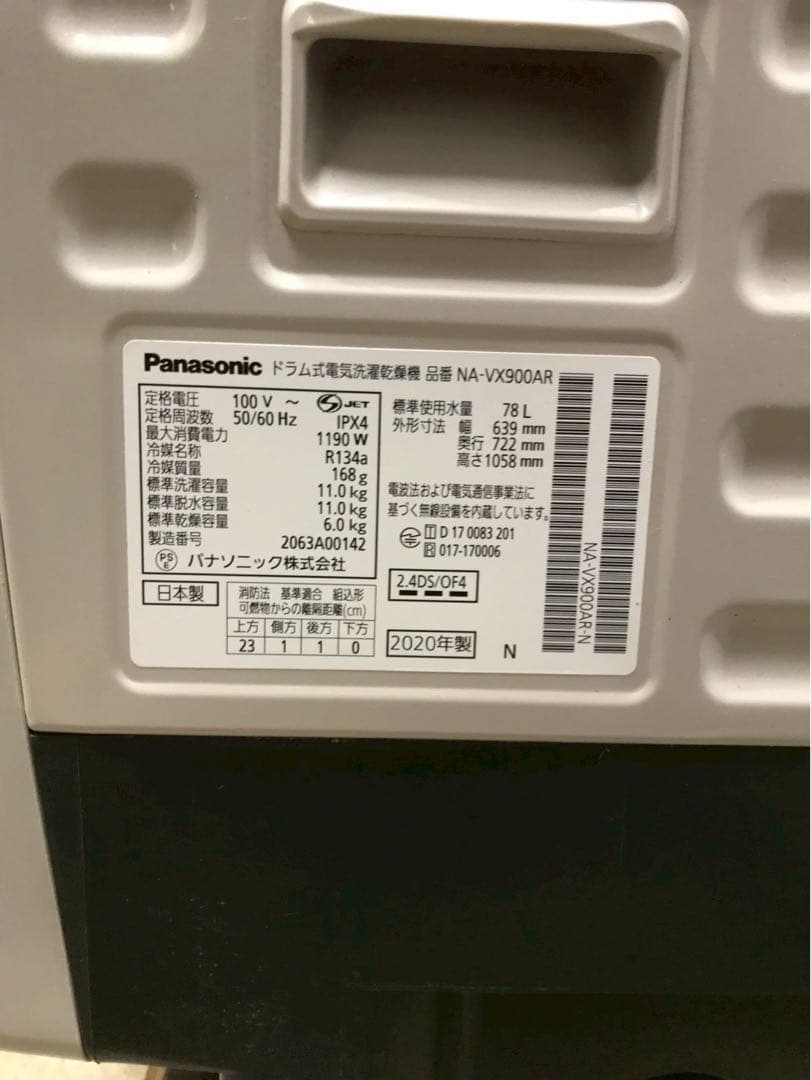 Panasonic ドラム式電気洗濯乾燥機 品番 NA-VX900AR
定格電圧 100 V ～ S JET
定格周波数 50/60 Hz IPX4
最大消費電力 1190 W
冷媒名称 R134a
冷媒質量 168 g
標準洗濯容量 11.0 kg
標準脱水容量 11.0 kg
標準乾燥容量 6.0 kg
製造番号 2063A00142
PS E パナソニック株式会社
標準使用水量 78 L
外形寸法 幅 639 mm
奥行 722 mm
高さ 1058 mm
電波法および電気通信事業法に
基づく無線設備を内蔵しています。
T D 17 0083 201
R 017-170006
2.4DS/OF4
日本製
消防法 基準適合 組込形
可燃物からの離隔距離(cm)
上方 側方 後方 下方
23 1 1 0
2020年製 N
NA-VX900AR-N